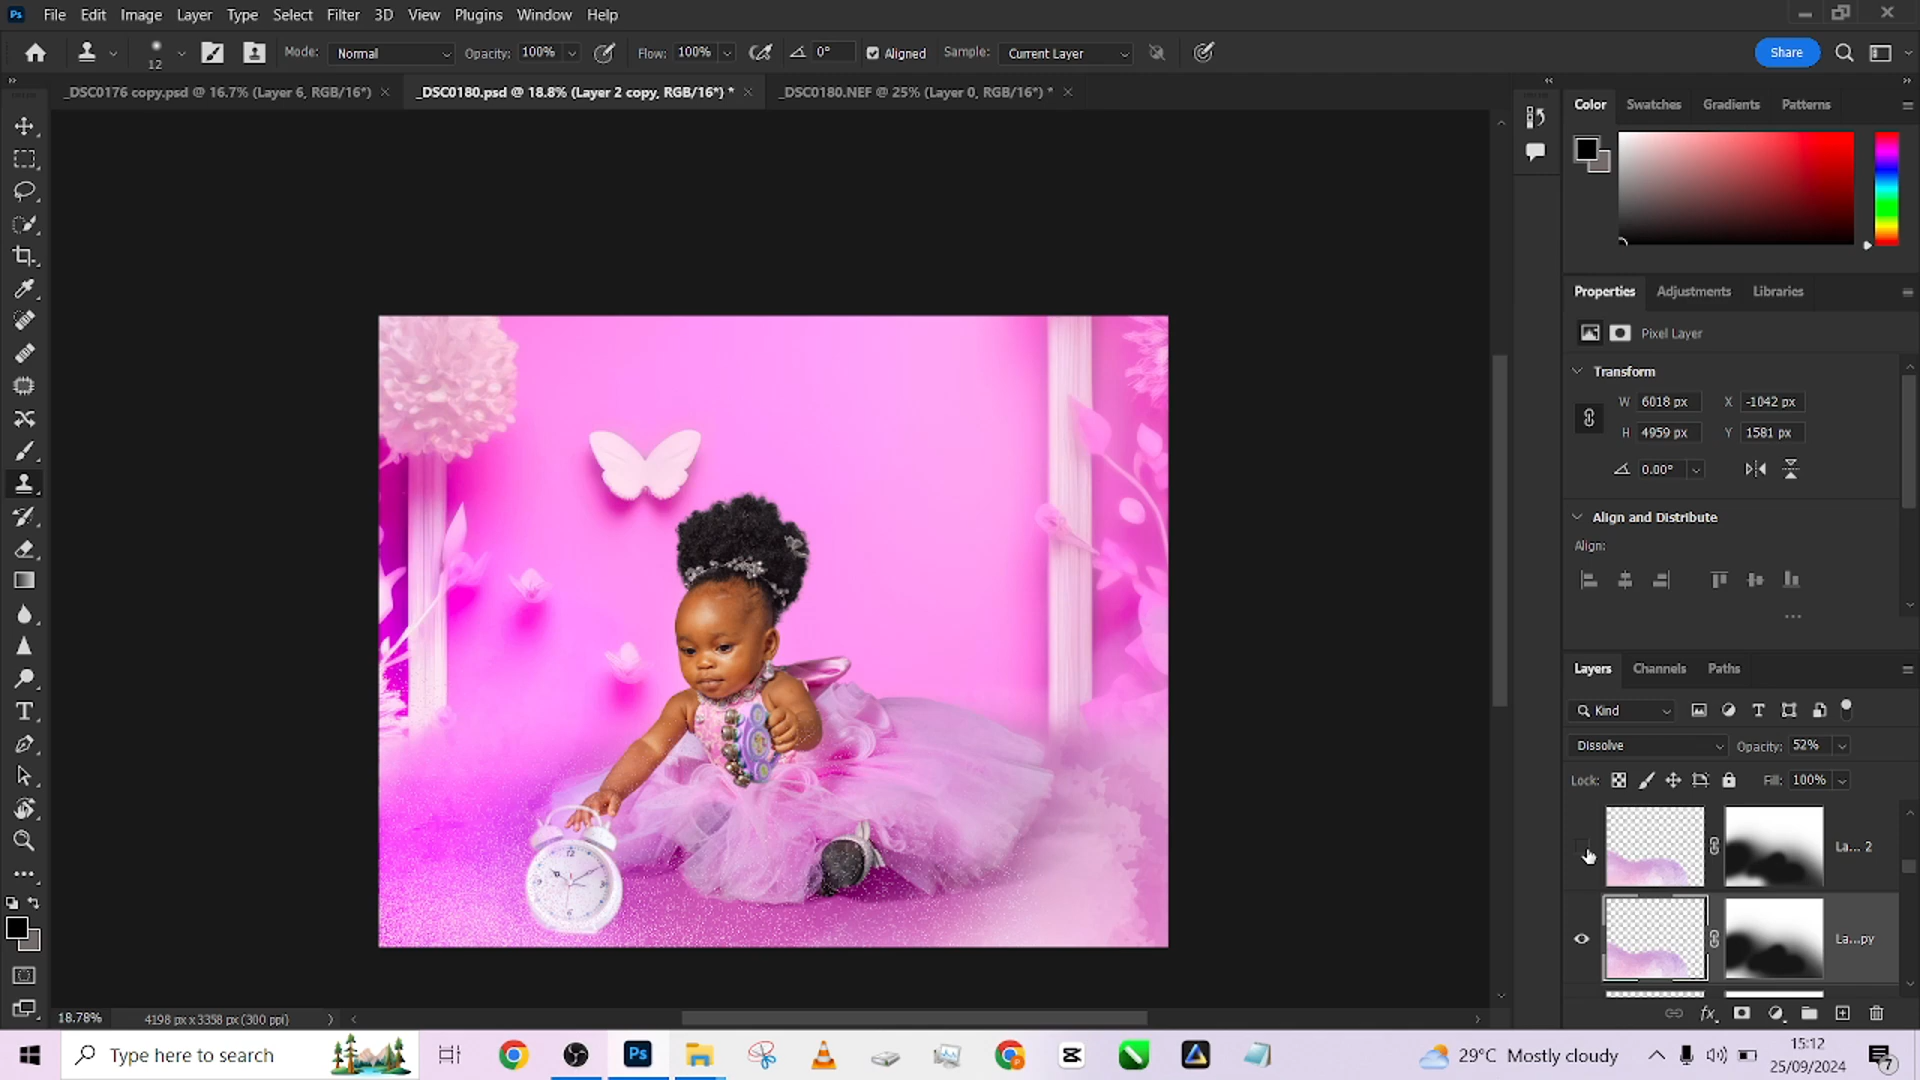 Ps File Edit Image Layer Type Select Filter 3D View Plugins Window Help
12 Mode: Normal Opacity: 100% Flow: 100% 0° Aligned Sample: Current Layer Share
_DSC0176 copy.psd @ 16.7% (Layer 6, RGB/16*) × _DSC0180.psd @ 18.8% (Layer 2 copy, RGB/16*) * × _DSC0180.NEF @ 25% (Layer 0, RGB/16*) * ×
Color Swatches Gradients Patterns
Properties Adjustments Libraries
Pixel Layer
Transform
W 6018 px X -1042 px
H 4959 px Y 1581 px
0.00°
Align and Distribute
Align:
Layers Channels Paths
Kind
Dissolve Opacity: 52%
Lock: Fill: 100%
La... 2
La...py
18.78% 4198 px x 3358 px (300 ppi)
Type here to search Ps 29°C Mostly cloudy 15:12
25/09/2024 7